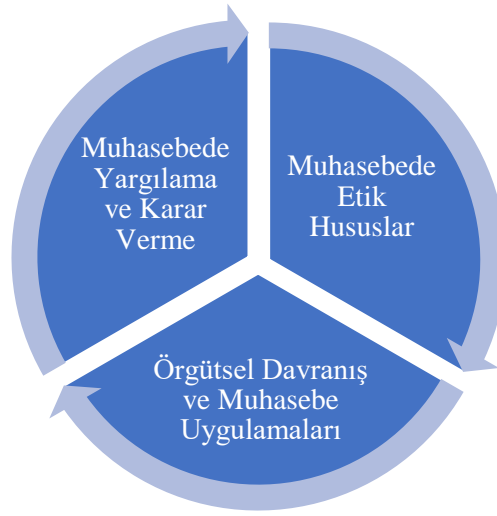 Muhasebede
Yargılama
ve Karar
Verme
Muhasebede
Etik
Hususlar
Örgütsel Davranış
ve Muhasebe
Uygulamaları